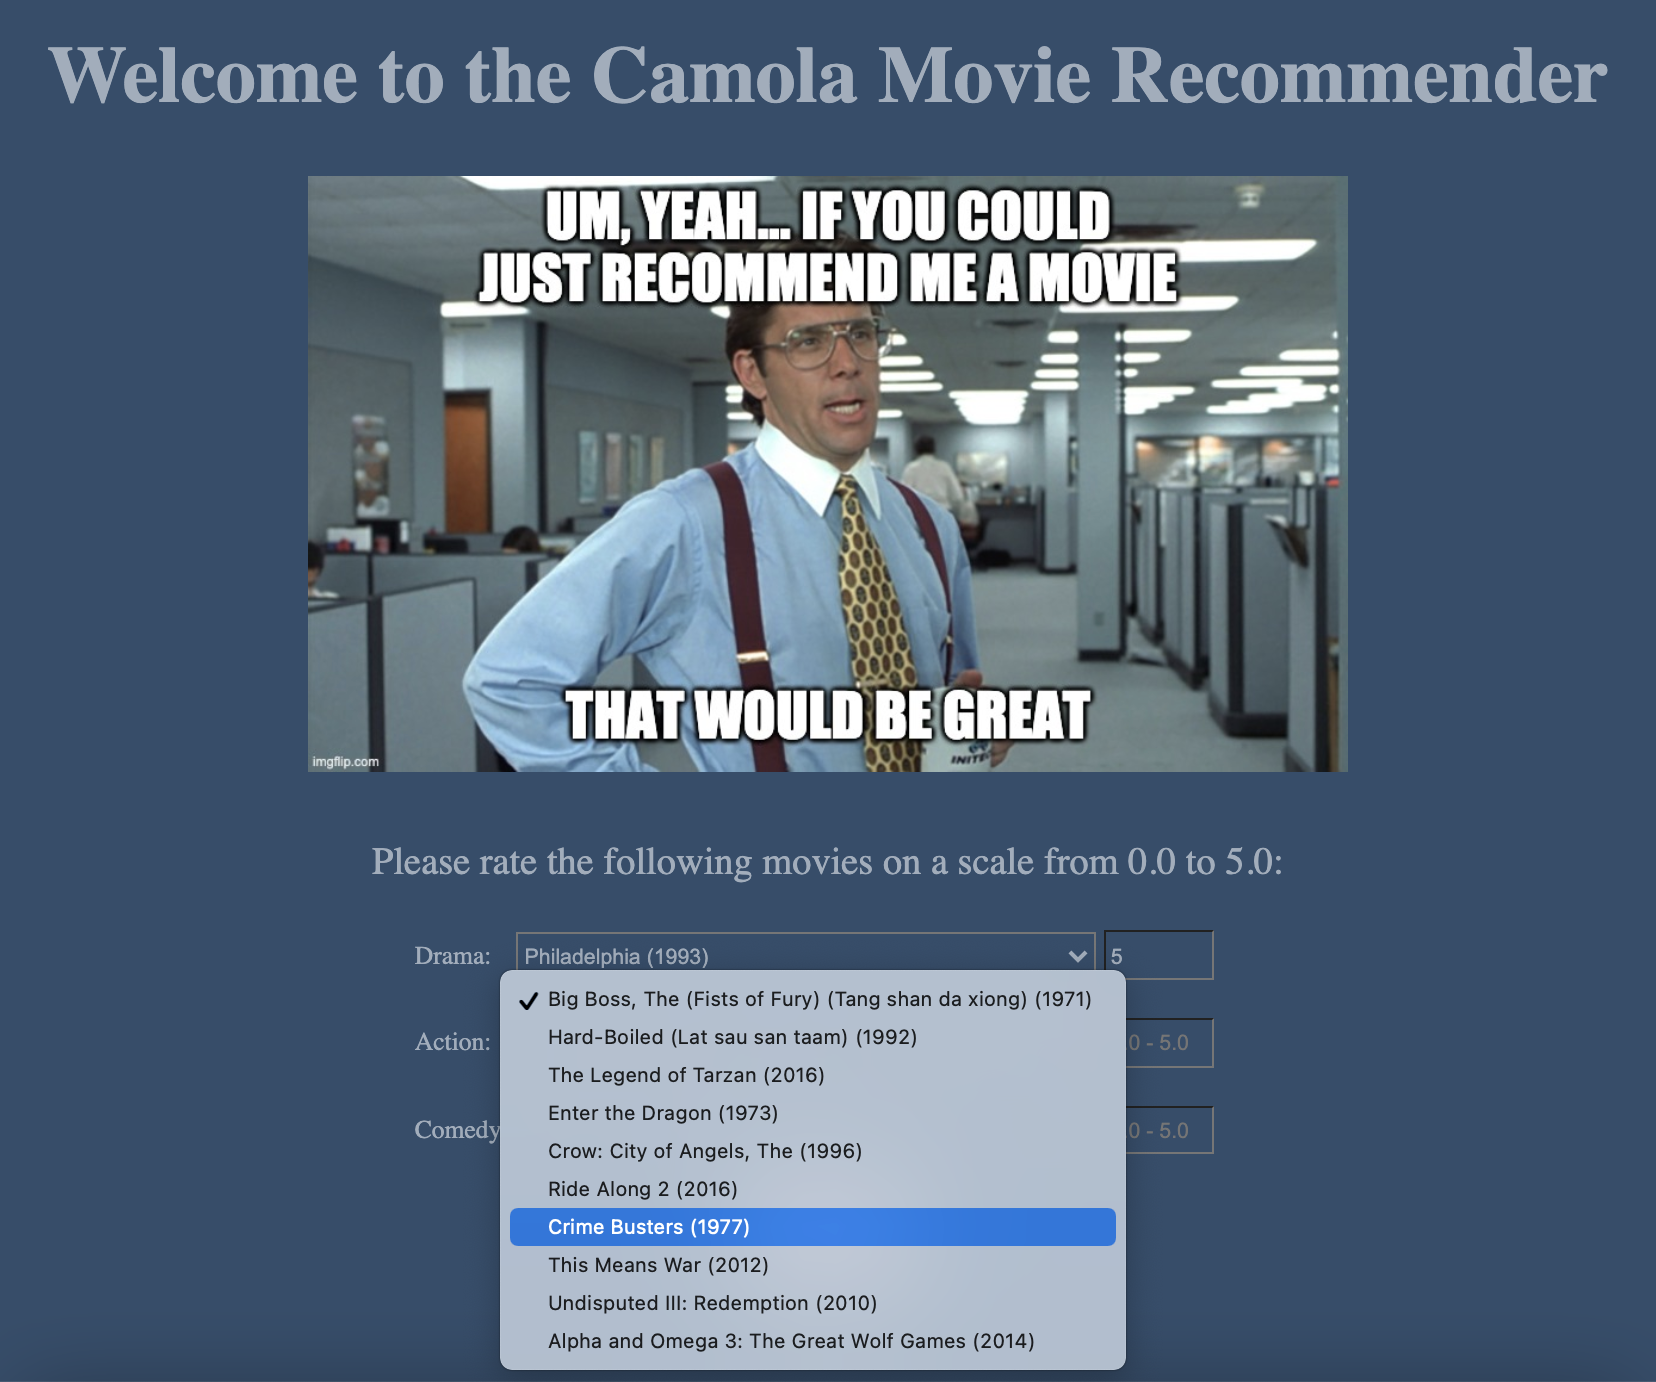 Welcome to the Camola Movie Recommender
UM, YEAH... IF YOU COULD
JUST RECOMMEND ME A MOVIE
THAT WOULD BE GREAT
imgflip.com
Please rate the following movies on a scale from 0.0 to 5.0:
Drama: Philadelphia (1993) 5
Big Boss, The (Fists of Fury) (Tang shan da xiong) (1971)
Hard-Boiled (Lat sau san taam) (1992)
Action: 0 - 5.0
The Legend of Tarzan (2016)
Enter the Dragon (1973)
Comedy 0 - 5.0
Crow: City of Angels, The (1996)
Ride Along 2 (2016)
Crime Busters (1977)
This Means War (2012)
Undisputed III: Redemption (2010)
Alpha and Omega 3: The Great Wolf Games (2014)